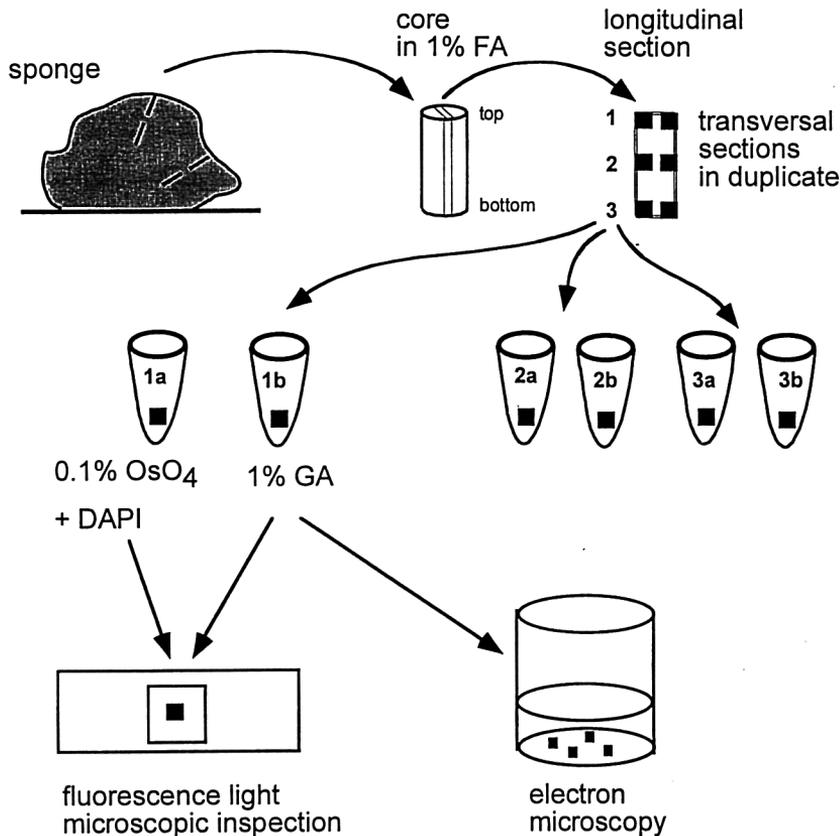 sponge
core
in 1% FA
longitudinal
section
top
bottom
1
2
3
transversal
sections
in duplicate
1a
1b
2a
2b
3a
3b
0.1% OsO4
+ DAPI
1% GA
fluorescence light
microscopic inspection
electron
microscopy